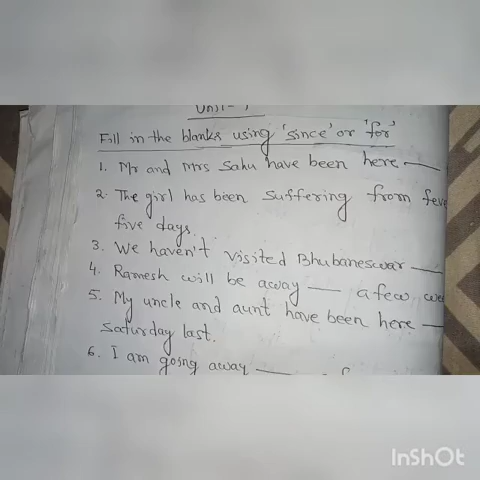 Unit - 1
Fill in the blanks using 'since' or 'for'
1. Mr and Mrs Sahu have been here
2. The girl has been suffering from
five days.
3. We haven't visited Bhubaneswar
4. Ramesh will be away a few
5. My uncle and aunt have been here
Saturday last.
6. I am going away
InShOt